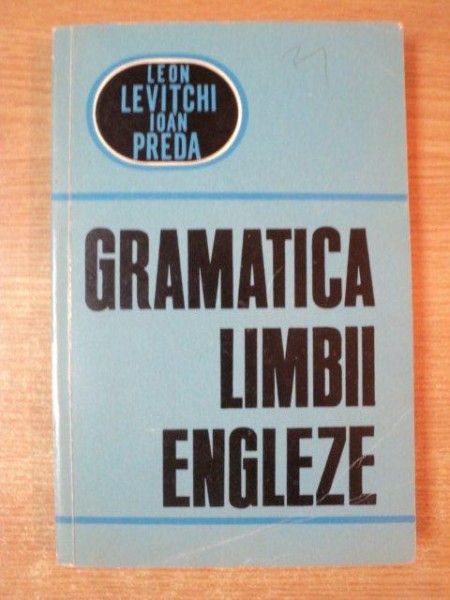 LEON
LEVITCHI
IOAN
PREDA
GRAMATICA
LIMBII
ENGLEZE